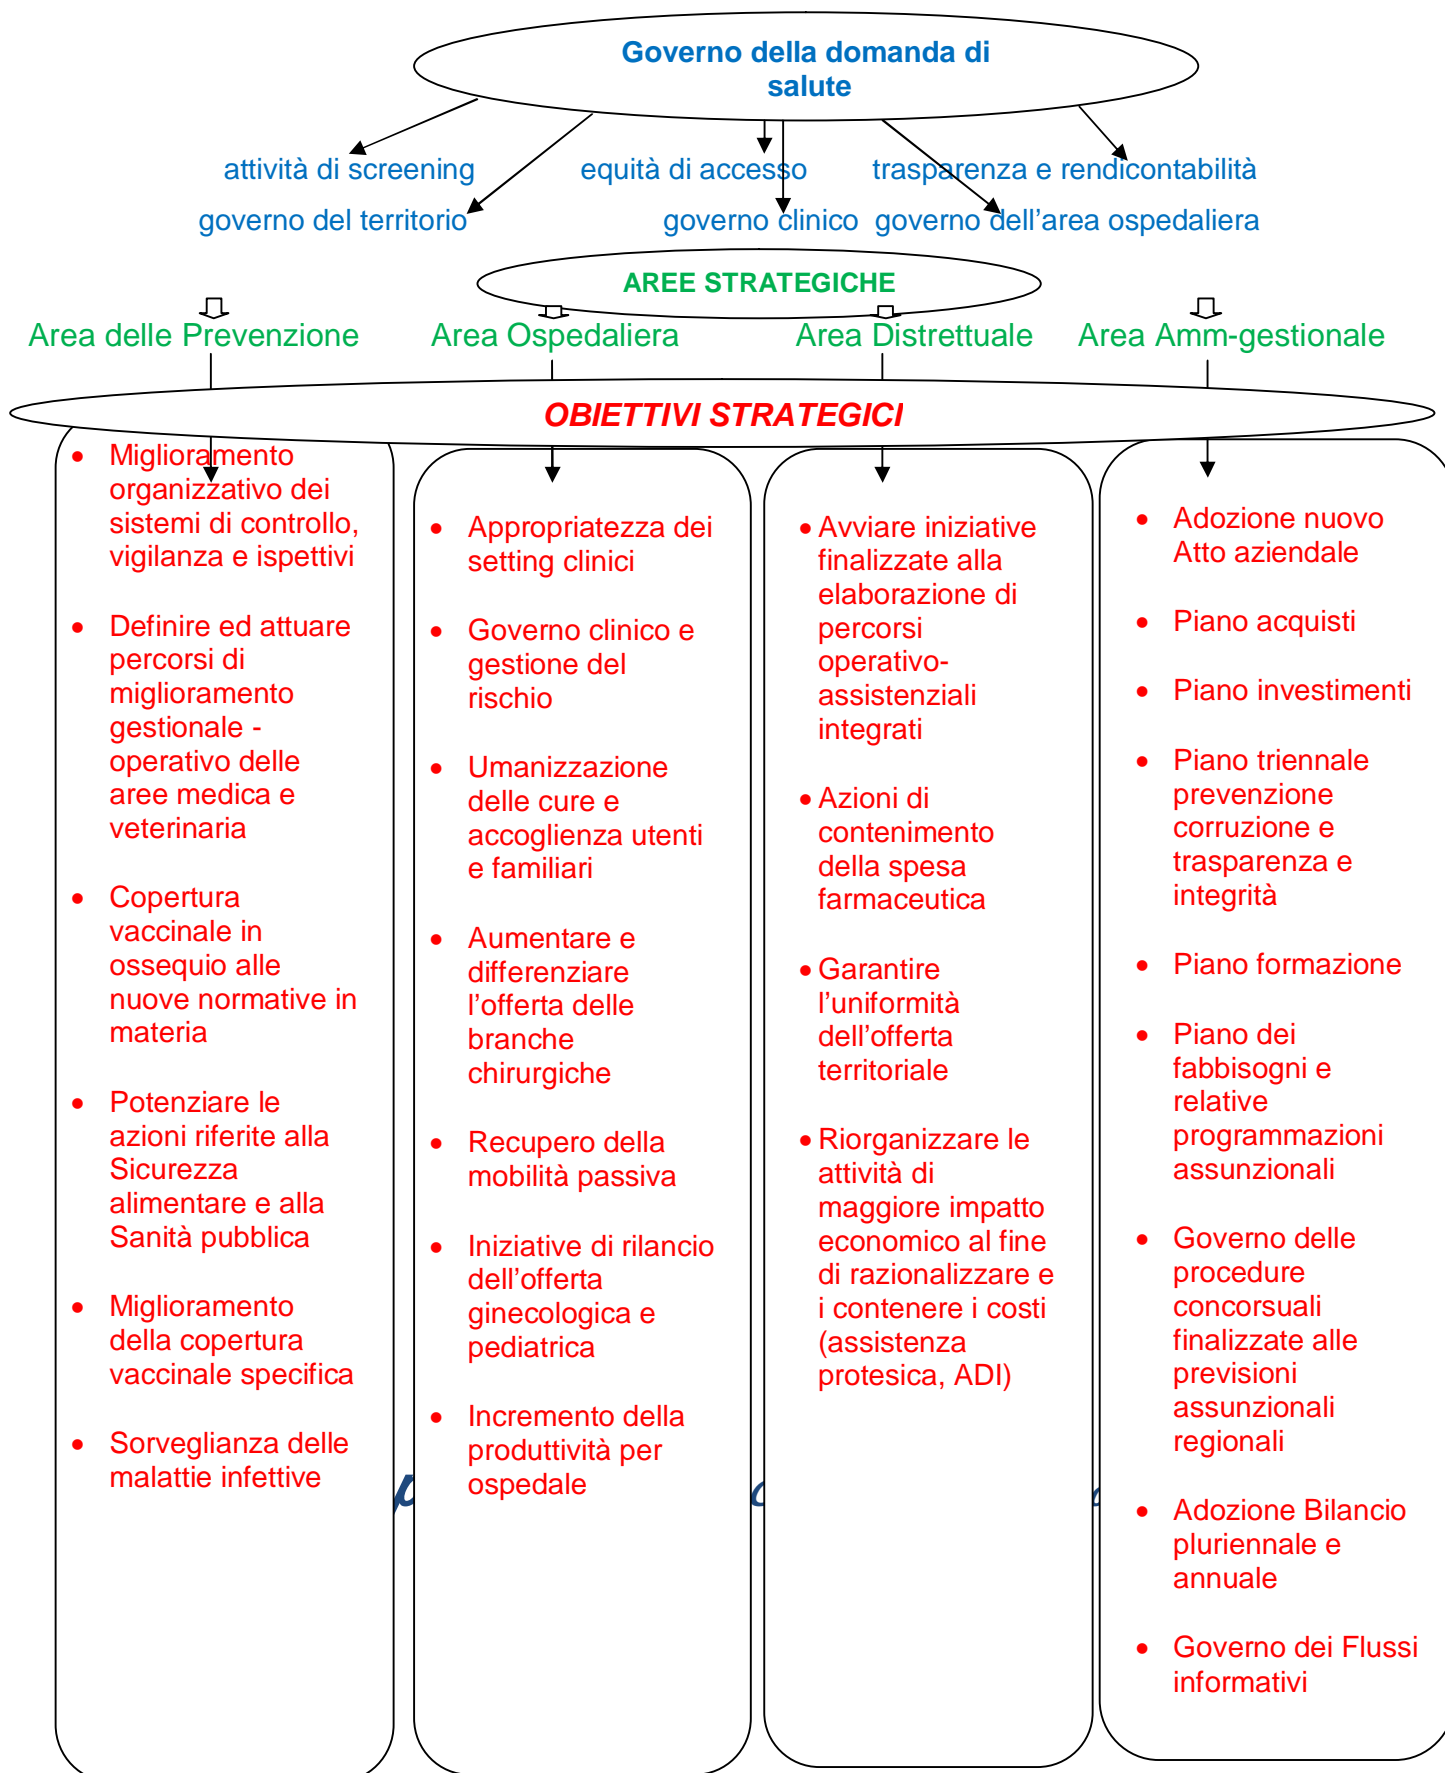 Governo della domanda di
salute
attività di screening
equità di accesso
trasparenza e rendicontabilità
governo del territorio
governo clinico
governo dell’area ospedaliera
AREE STRATEGICHE
Area delle Prevenzione
Area Ospedaliera
Area Distrettuale
Area Amm-gestionale
OBIETTIVI STRATEGICI
• Miglioramento
organizzativo dei
sistemi di controllo,
vigilanza e ispettivi
• Definire ed attuare
percorsi di
miglioramento
gestionale -
operativo delle
aree medica e
veterinaria
• Copertura
vaccinale in
ossequio alle
nuove normative in
materia
• Potenziare le
azioni riferite alla
Sicurezza
alimentare e alla
Sanità pubblica
• Miglioramento
della copertura
vaccinale specifica
• Sorveglianza delle
malattie infettive
• Appropriatezza dei
setting clinici
• Governo clinico e
gestione del
rischio
• Umanizzazione
delle cure e
accoglienza utenti
e familiari
• Aumentare e
differenziare
l’offerta delle
branche
chirurgiche
• Recupero della
mobilità passiva
• Iniziative di rilancio
dell’offerta
ginecologica e
pediatrica
• Incremento della
produttività per
ospedale
• Avviare iniziative
finalizzate alla
elaborazione di
percorsi
operativo-
assistenziali
integrati
• Azioni di
contenimento
della spesa
farmaceutica
• Garantire
l’uniformità
dell’offerta
territoriale
• Riorganizzare le
attività di
maggiore impatto
economico al fine
di razionalizzare e
i contenere i costi
(assistenza
protesica, ADI)
• Adozione nuovo
Atto aziendale
• Piano acquisti
• Piano investimenti
• Piano triennale
prevenzione
corruzione e
trasparenza e
integrità
• Piano formazione
• Piano dei
fabbisogni e
relative
programmazioni
assunzionali
• Governo delle
procedure
concorsuali
finalizzate alle
previsioni
assunzionali
regionali
• Adozione Bilancio
pluriennale e
annuale
• Governo dei Flussi
informativi